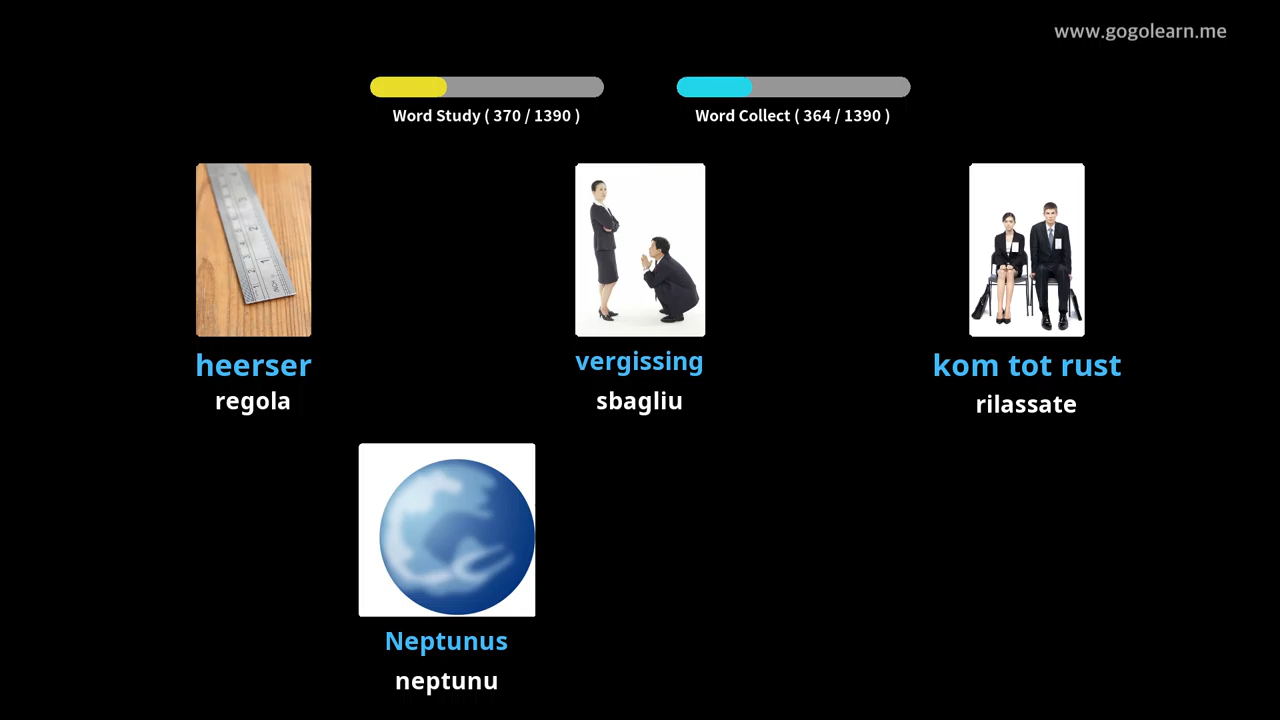 www.gogolearn.me
Word Study ( 370 / 1390 )
Word Collect ( 364 / 1390 )
heerser
regola
vergissing
sbagliu
kom tot rust
rilassate
Neptunus
neptunu